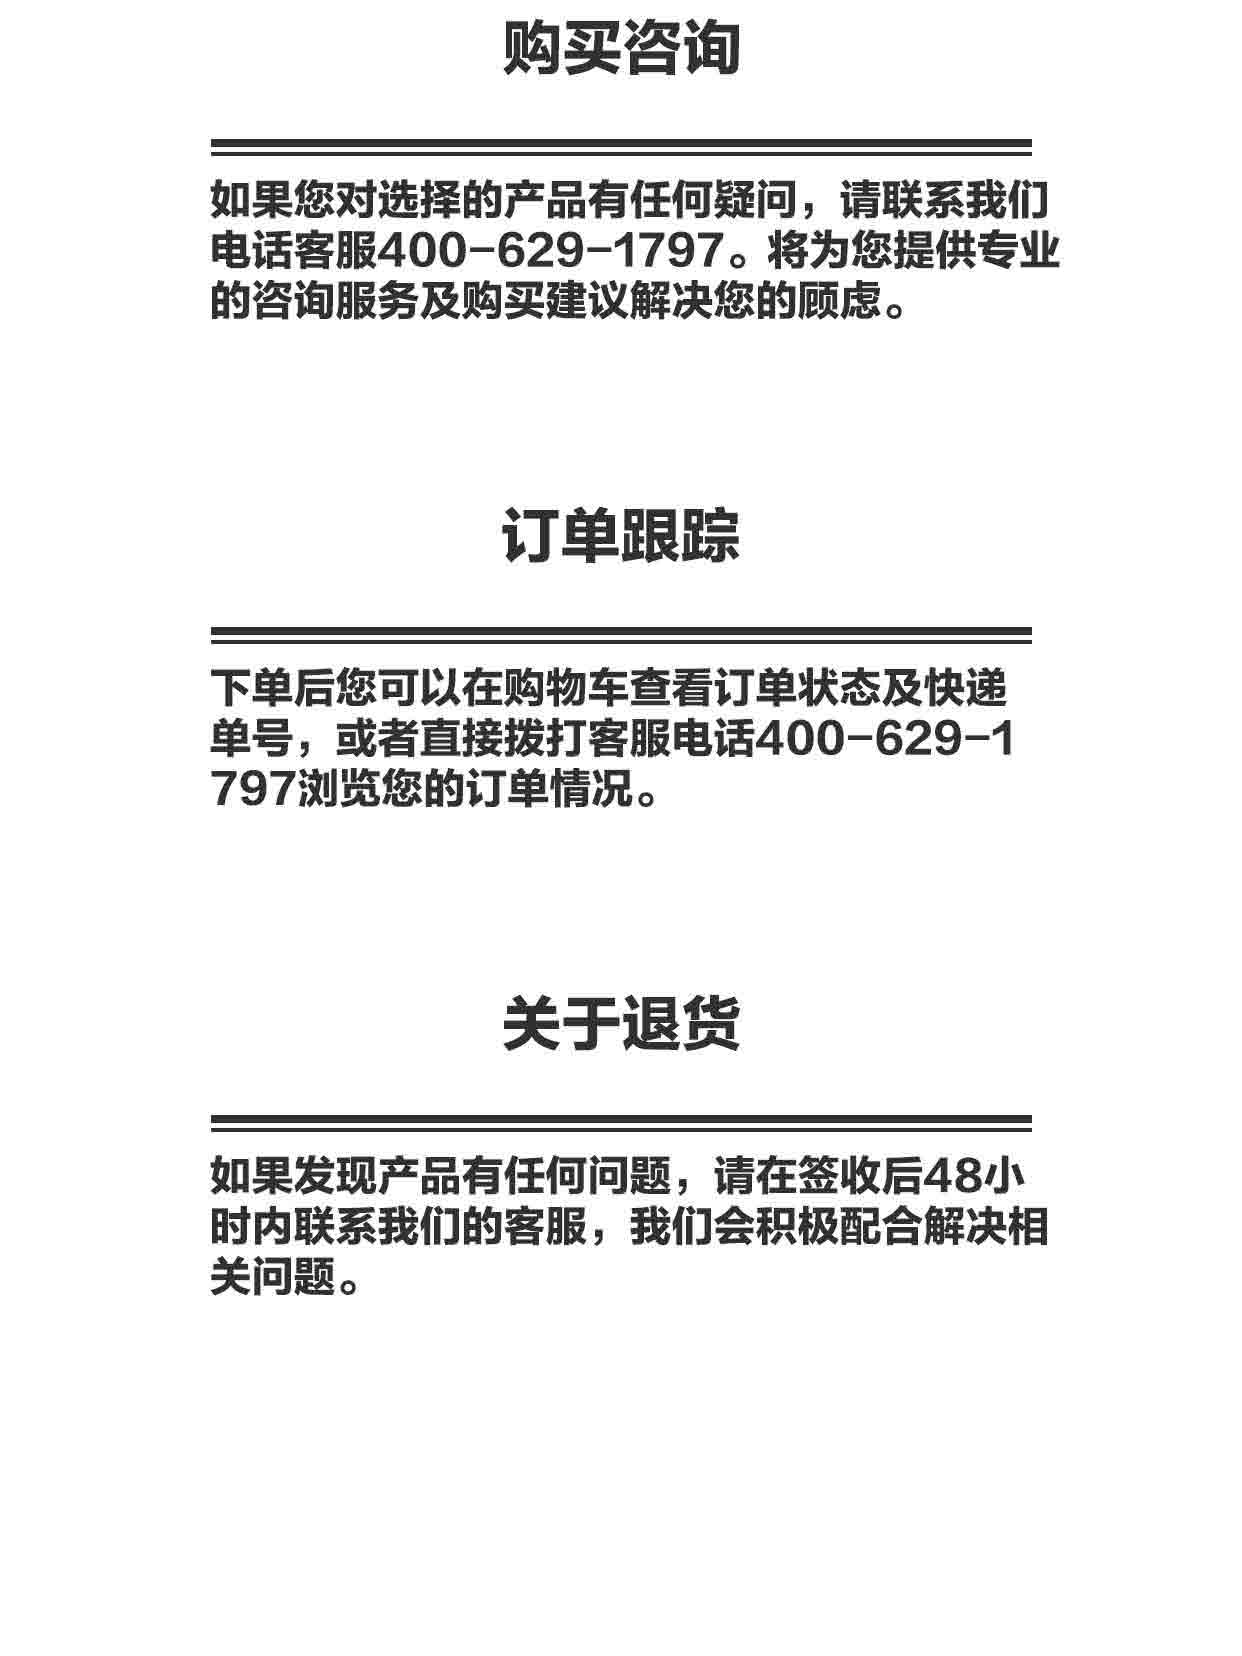 购买咨询
如果您对选择的产品有任何疑问，请联系我们
电话客服400-629-1797。将为您提供专业
的咨询服务及购买建议解决您的顾虑。
订单跟踪
下单后您可以在购物车查看订单状态及快递
单号，或者直接拨打客服电话400-629-1
797浏览您的订单情况。
关于退货
如果发现产品有任何问题，请在签收后48小
时内联系我们的客服，我们会积极配合解决相
关问题。